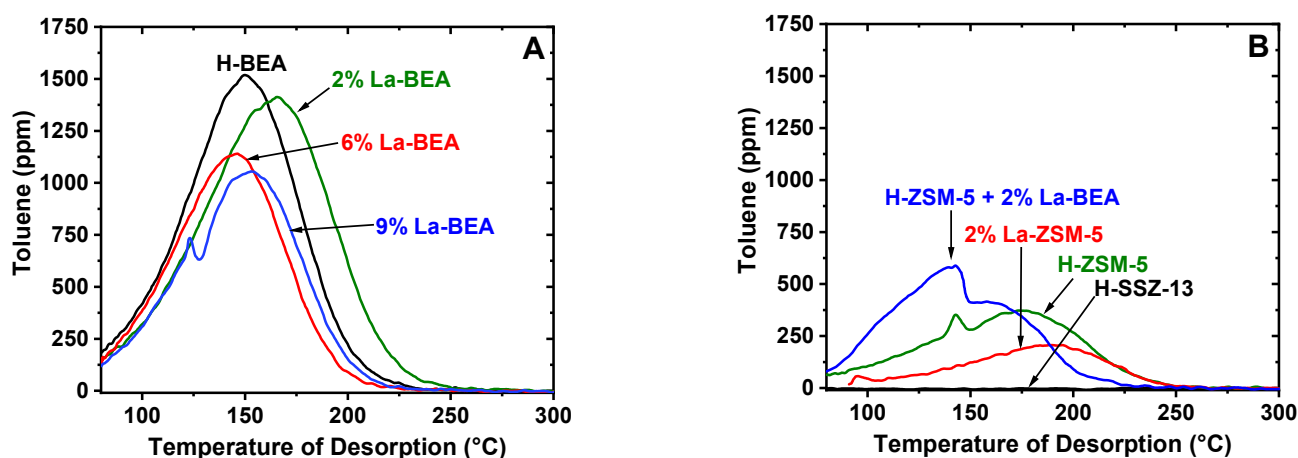 A
1750
1500
1250
1000
750
500
250
0
Toluene (ppm)
H-BEA
2% La-BEA
6% La-BEA
9% La-BEA
100 150 200 250 300
Temperature of Desorption (°C)
B
1750
1500
1250
1000
750
500
250
0
Toluene (ppm)
H-ZSM-5 + 2% La-BEA
2% La-ZSM-5
H-ZSM-5
H-SSZ-13
100 150 200 250 300
Temperature of Desorption (°C)